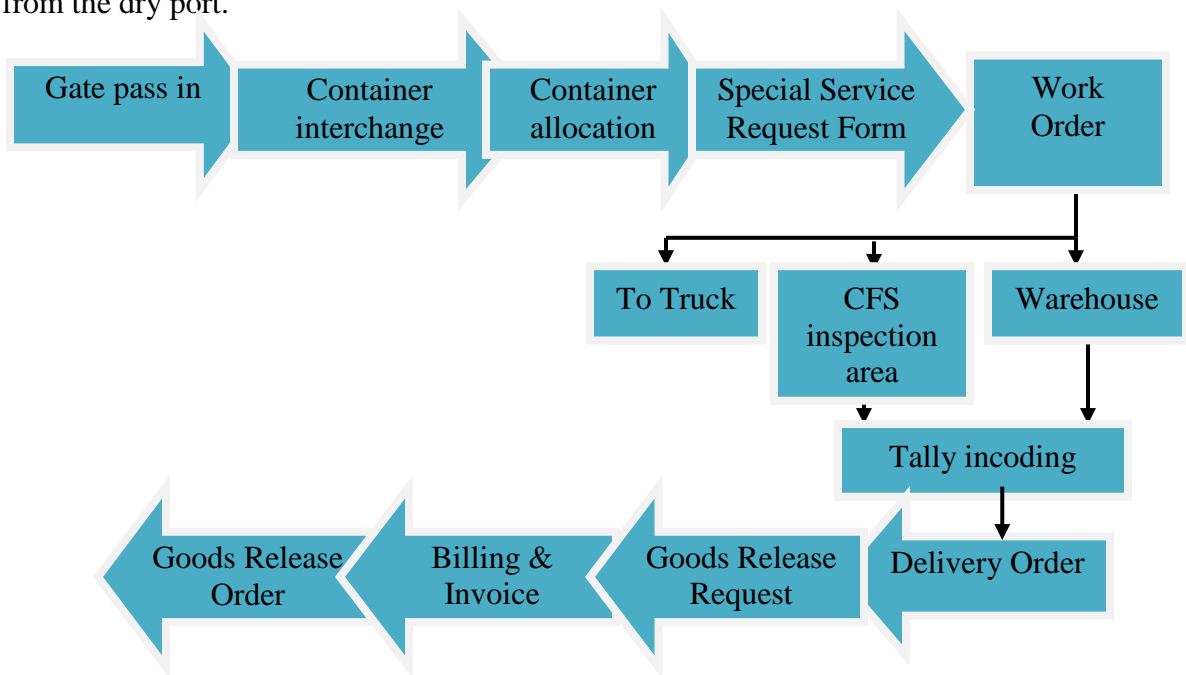 from the dry port.
Gate pass in
Container
interchange
Container
allocation
Special Service
Request Form
Work
Order
To Truck
CFS
inspection
area
Warehouse
Tally incoding
Delivery Order
Goods Release
Request
Billing &
Invoice
Goods Release
Order